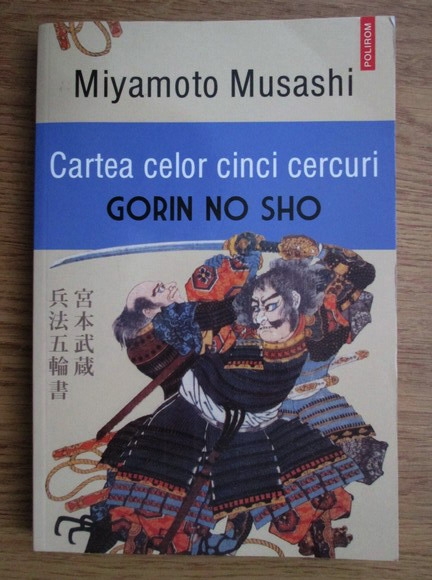 POLIROM
Miyamoto Musashi
Cartea celor cinci cercuri
GORIN NO SHO
宮本武蔵
兵法五輪書